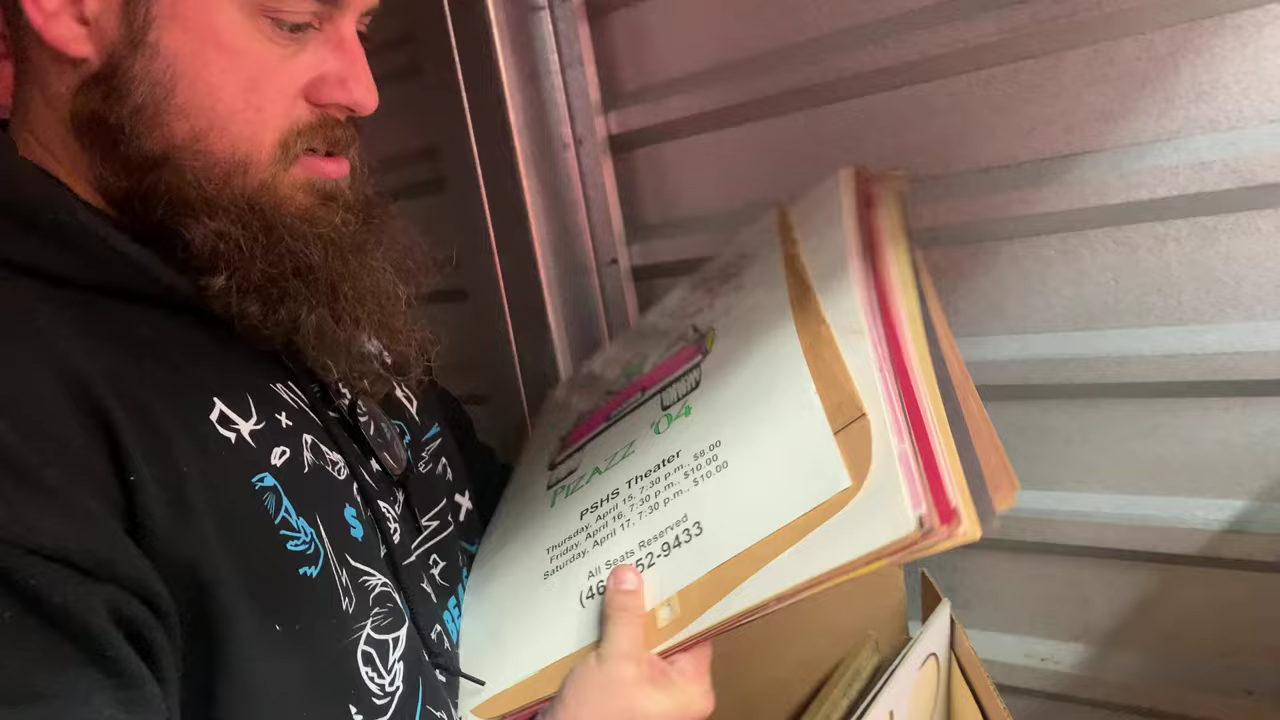 PIZAZZ '04
PSHS Theater
Thursday, April 15, 7:30 p.m., $8.00
Friday, April 16, 7:30 p.m., $10.00
Saturday, April 17, 7:30 p.m., $10.00
All Seats Reserved
(46 52-9433
$